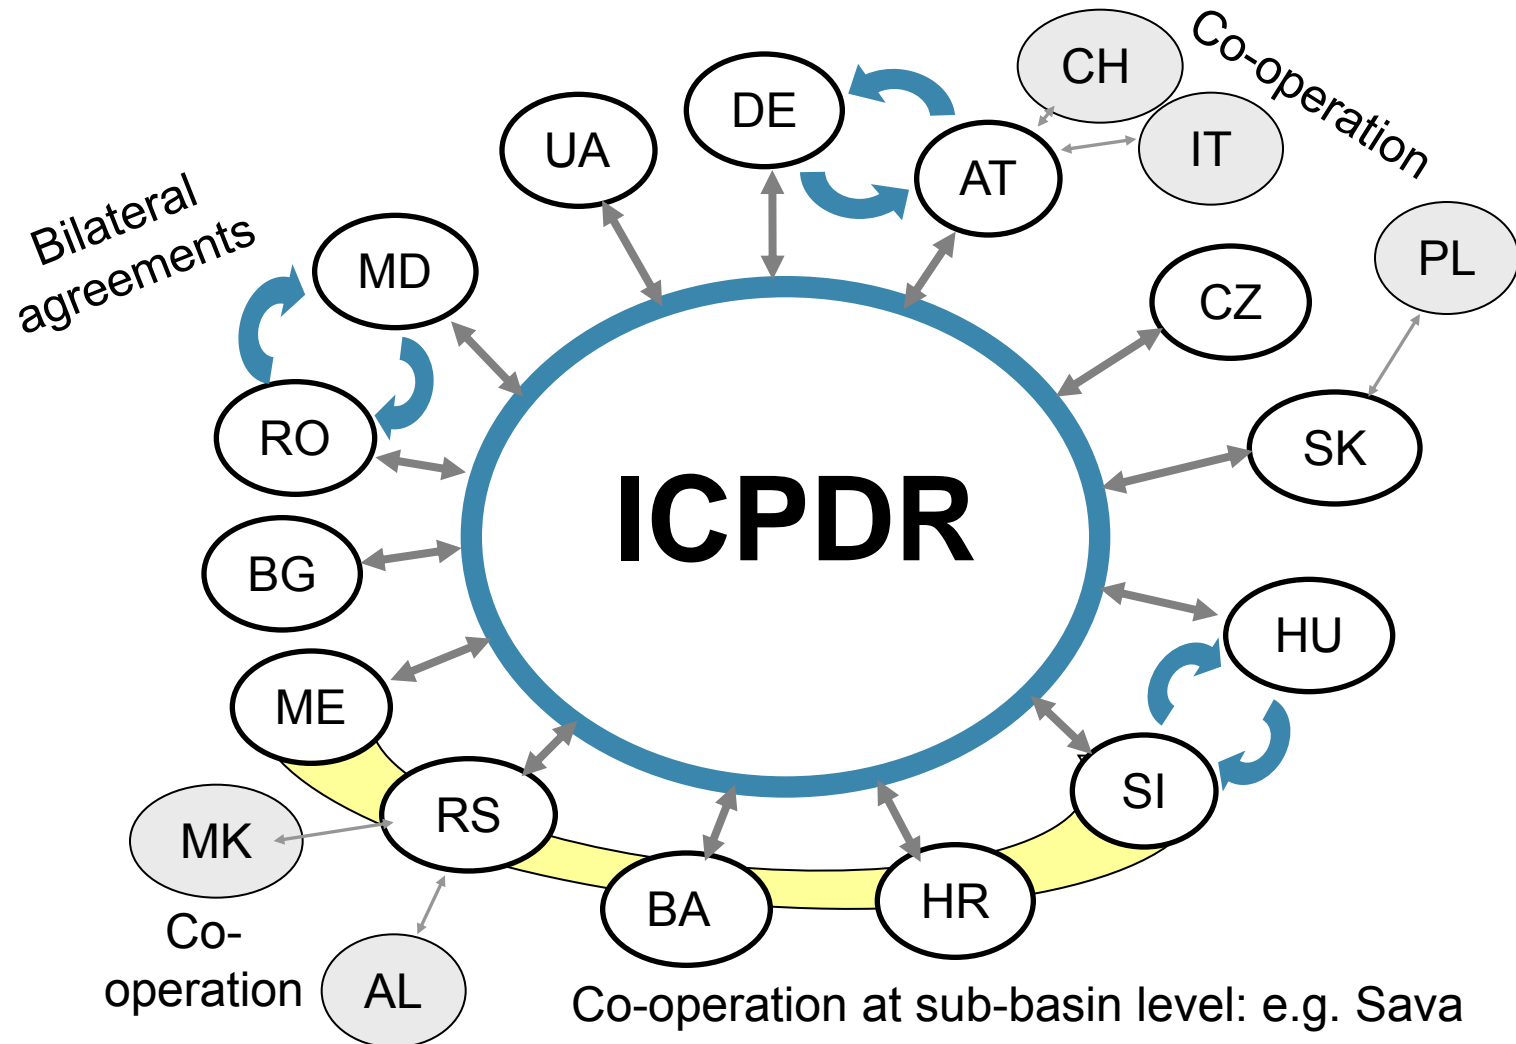 CH
Co-operation
DE
IT
UA
AT
Bilateral
agreements
MD
PL
CZ
RO
SK
ICPDR
BG
HU
ME
SI
RS
MK
BA
HR
Co-
operation
AL
Co-operation at sub-basin level: e.g. Sava